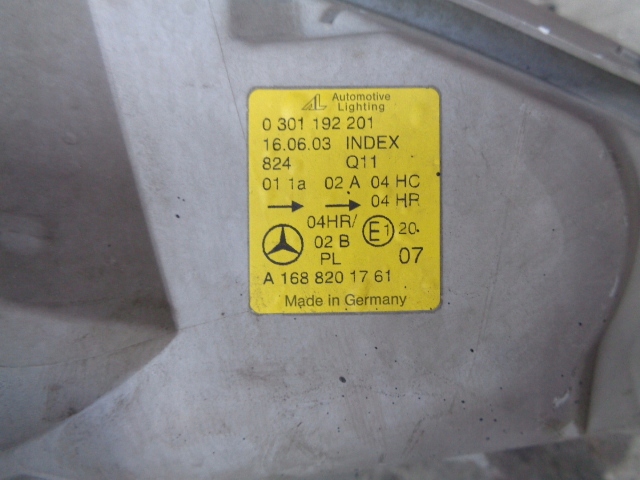 AL Automotive
Lighting
0 301 192 201
16.06.03 INDEX
824 Q11
01 1a 02 A 04 HC
04 HR
04HR/
02 B E1 20
PL 07
A 168 820 17 61
Made in Germany